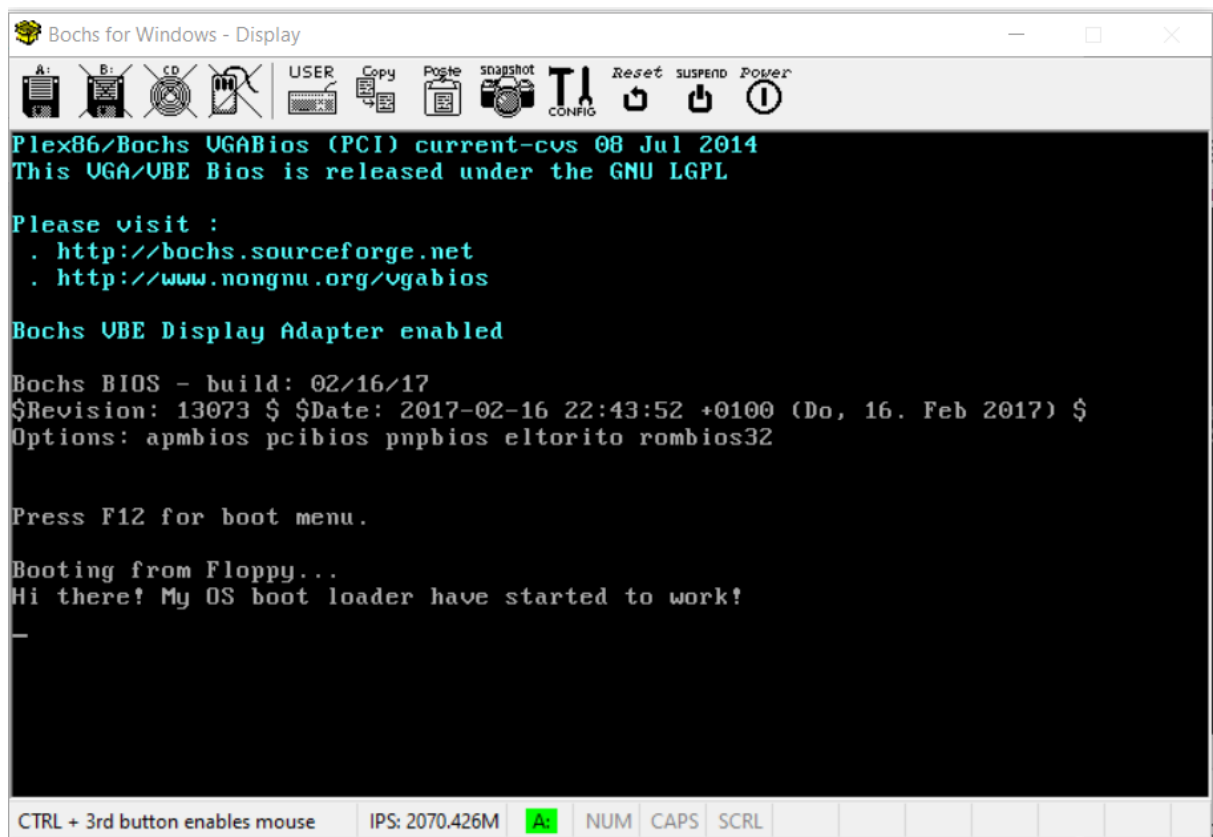 Bochs for Windows - Display
A: B: CD USER Copy Poste snapshot CONFIG Reset SUSPEND Power
Plex86/Bochs VGABios (PCI) current-cvs 08 Jul 2014
This VGA/VBE Bios is released under the GNU LGPL
Please visit :
. http://bochs.sourceforge.net
. http://www.nongnu.org/vgabios
Bochs VBE Display Adapter enabled
Bochs BIOS - build: 02/16/17
$Revision: 13073 $ $Date: 2017-02-16 22:43:52 +0100 (Do, 16. Feb 2017) $
Options: apmbios pcibios pnpbios eltorito rombios32
Press F12 for boot menu.
Booting from Floppy...
Hi there! My OS boot loader have started to work!
CTRL + 3rd button enables mouse IPS: 2070.426M A: NUM CAPS SCRL